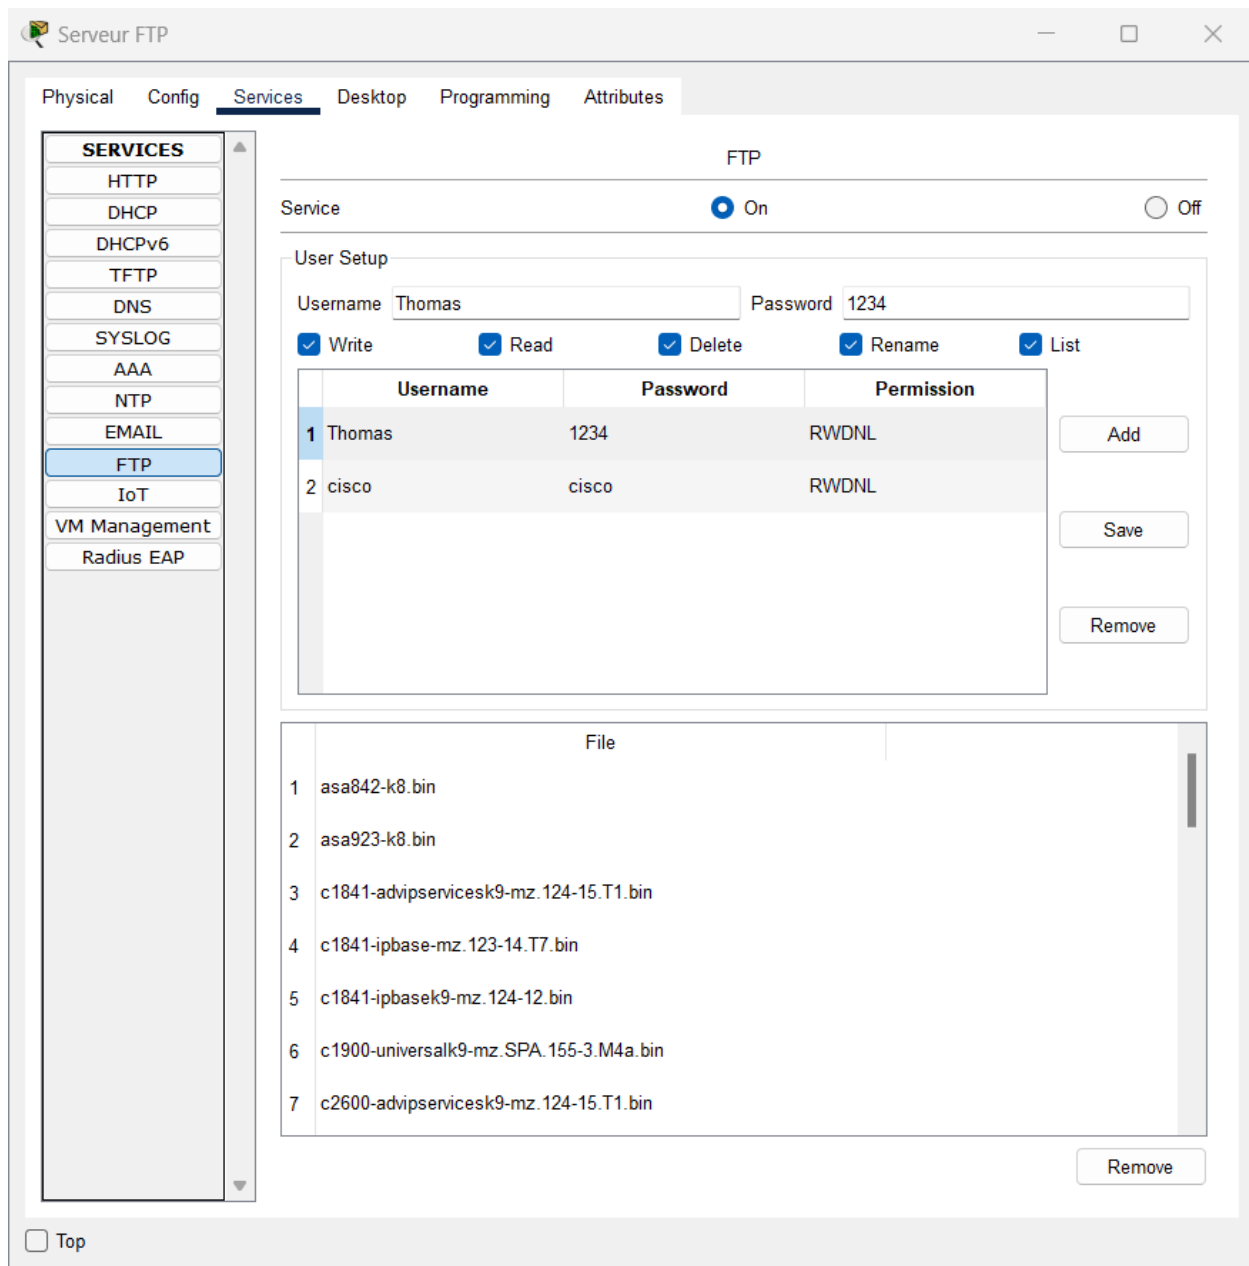 Serveur FTP
Physical Config Services Desktop Programming Attributes
SERVICES
HTTP
DHCP
DHCPv6
TFTP
DNS
SYSLOG
AAA
NTP
EMAIL
FTP
IoT
VM Management
Radius EAP
FTP
Service On Off
User Setup
Username Thomas Password 1234
Write Read Delete Rename List
Username Password Permission
1 Thomas 1234 RWDNL
2 cisco cisco RWDNL
Add
Save
Remove
File
1 asa842-k8.bin
2 asa923-k8.bin
3 c1841-advipservicesk9-mz.124-15.T1.bin
4 c1841-ipbase-mz.123-14.T7.bin
5 c1841-ipbasek9-mz.124-12.bin
6 c1900-universalk9-mz.SPA.155-3.M4a.bin
7 c2600-advipservicesk9-mz.124-15.T1.bin
Remove
Top